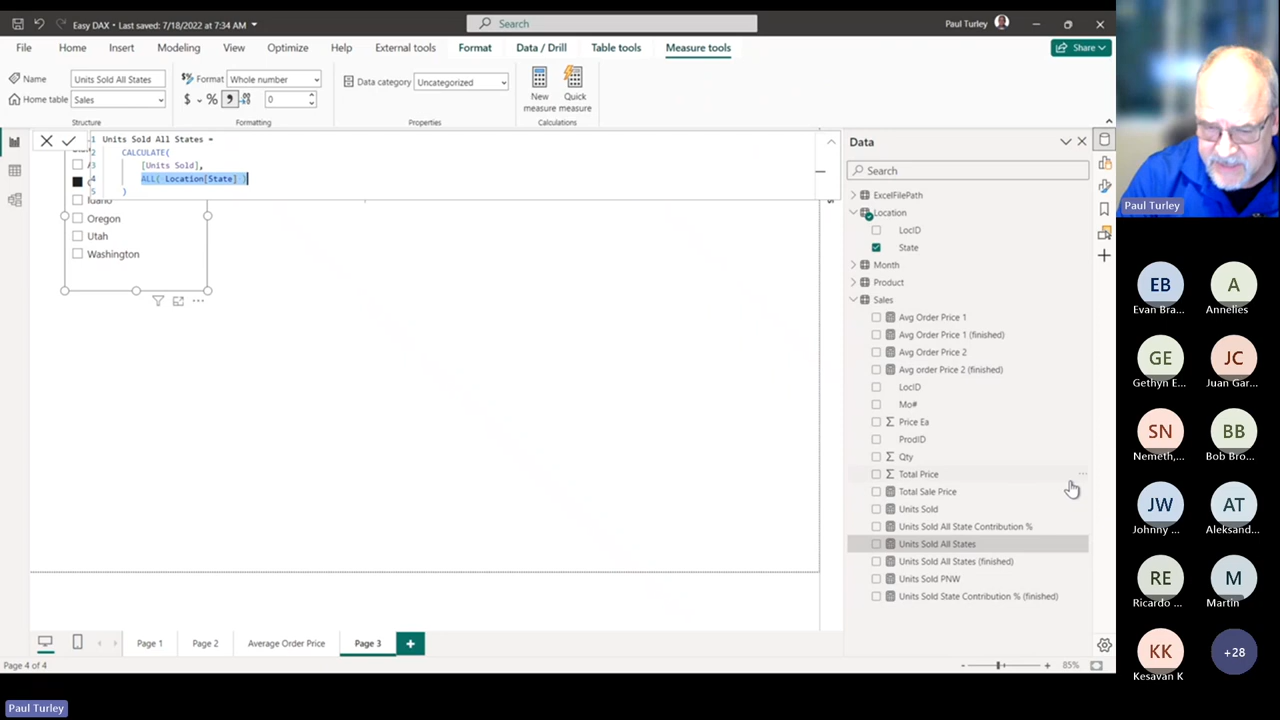 Easy DAX • Last saved: 7/18/2022 at 7:34 AM
Search
Paul Turley
File Home Insert Modeling View Optimize Help External tools Format Data / Drill Table tools Measure tools
Share
Name Units Sold All States
Format Whole number
Data category Uncategorized
New measure
Quick measure
Home table Sales
$ % 0
Structure
Formatting
Properties
Calculations
1 Units Sold All States =
2 CALCULATE(
3 [Units Sold],
4 ALL( Location[State] )
5 )
Idaho
Oregon
Utah
Washington
Data
Search
ExcelFilePath
Location
LocID
State
Month
Product
Sales
Avg Order Price 1
Avg Order Price 1 (finished)
Avg Order Price 2
Avg order Price 2 (finished)
LocID
Mo#
Price Ea
ProdID
Qty
Total Price
Total Sale Price
Units Sold
Units Sold All State Contribution %
Units Sold All States
Units Sold All States (finished)
Units Sold PNW
Units Sold State Contribution % (finished)
Page 1 Page 2 Average Order Price Page 3
Page 4 of 4
85%
Paul Turley
Paul Turley
EB
Evan Bra...
A
Annelies
GE
Gethyn E...
JC
Juan Gar...
SN
Nemeth,...
BB
Bob Bro...
JW
Johnny ...
AT
Aleksand...
RE
Ricardo ...
M
Martin
KK
Kesavan K
+28